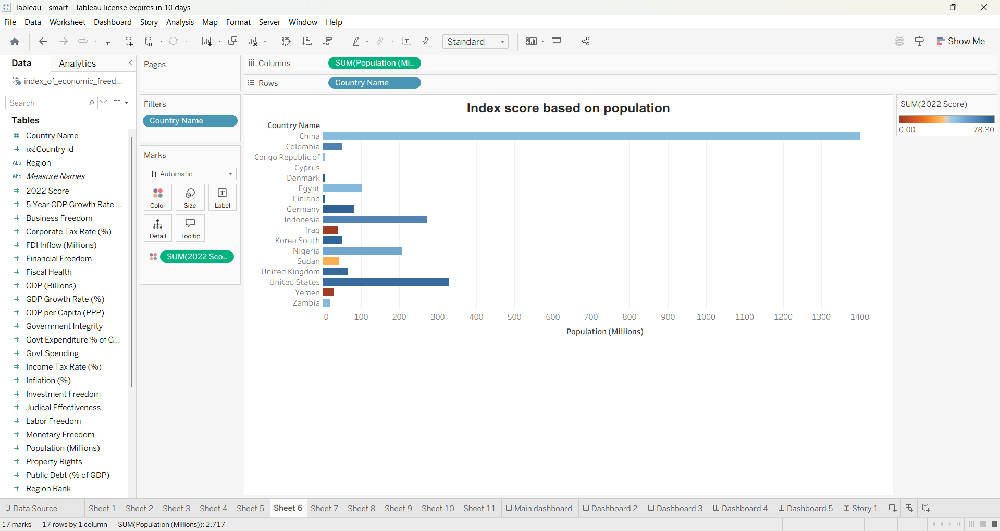 Tableau - smart - Tableau license expires in 10 days
File Data Worksheet Dashboard Story Analysis Map Format Server Window Help
Standard
Show Me
Data
Analytics
index_of_economic_freed...
Search
Tables
Country Name
ï»¿Country id
Abc Region
Abc Measure Names
2022 Score
5 Year GDP Growth Rate ...
Business Freedom
Corporate Tax Rate (%)
FDI Inflow (Millions)
Financial Freedom
Fiscal Health
GDP (Billions)
GDP Growth Rate (%)
GDP per Capita (PPP)
Government Integrity
Govt Expenditure % of G...
Govt Spending
Income Tax Rate (%)
Inflation (%)
Investment Freedom
Judical Effectiveness
Labor Freedom
Monetary Freedom
Population (Millions)
Property Rights
Public Debt (% of GDP)
Region Rank
Pages
Filters
Country Name
Marks
Automatic
Color Size Label
Detail Tooltip
SUM(2022 Sco..
Columns SUM(Population (Mi..
Rows Country Name
Index score based on population
Country Name
China
Colombia
Congo Republic of
Cyprus
Denmark
Egypt
Finland
Germany
Indonesia
Iraq
Korea South
Nigeria
Sudan
United Kingdom
United States
Yemen
Zambia
0 100 200 300 400 500 600 700 800 900 1000 1100 1200 1300 1400
Population (Millions)
SUM(2022 Score)
0.00 78.30
Data Source Sheet 1 Sheet 2 Sheet 3 Sheet 4 Sheet 5 Sheet 6 Sheet 7 Sheet 8 Sheet 9 Sheet 10 Sheet 11 Main dashboard Dashboard 2 Dashboard 3 Dashboard 4 Dashboard 5 Story 1
17 marks 17 rows by 1 column SUM(Population (Millions)): 2,717